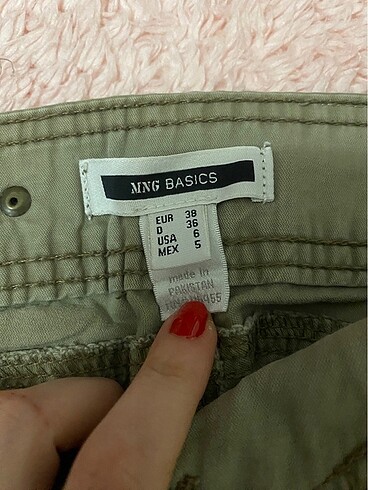 MNG BASICS
EUR 38
D 36
USA 6
MEX 5
made in
PAKISTAN